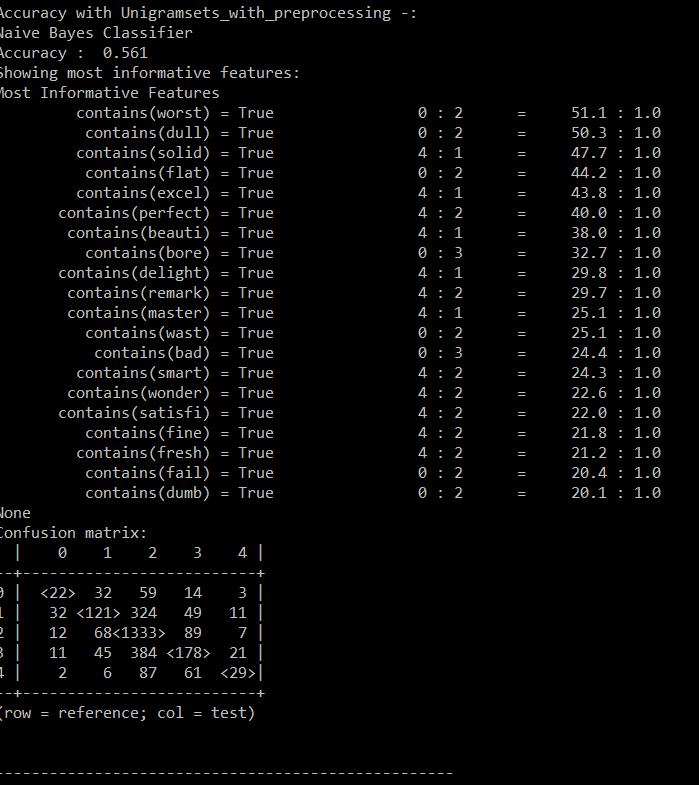 Accuracy with Unigramsets_with_preprocessing -:
Naive Bayes Classifier
Accuracy :  0.561
Showing most informative features:
Most Informative Features
         contains(worst) = True                0 : 2      =     51.1 : 1.0
          contains(dull) = True                0 : 2      =     50.3 : 1.0
         contains(solid) = True                4 : 1      =     47.7 : 1.0
          contains(flat) = True                0 : 2      =     44.2 : 1.0
         contains(excel) = True                4 : 1      =     43.8 : 1.0
       contains(perfect) = True                4 : 2      =     40.0 : 1.0
        contains(beauti) = True                4 : 1      =     38.0 : 1.0
          contains(bore) = True                0 : 3      =     32.7 : 1.0
       contains(delight) = True                4 : 1      =     29.8 : 1.0
        contains(remark) = True                4 : 2      =     29.7 : 1.0
        contains(master) = True                4 : 1      =     25.1 : 1.0
          contains(wast) = True                0 : 2      =     25.1 : 1.0
           contains(bad) = True                0 : 3      =     24.4 : 1.0
         contains(smart) = True                4 : 2      =     24.3 : 1.0
        contains(wonder) = True                4 : 2      =     22.6 : 1.0
       contains(satisfi) = True                4 : 2      =     22.0 : 1.0
          contains(fine) = True                4 : 2      =     21.8 : 1.0
         contains(fresh) = True                4 : 2      =     21.2 : 1.0
          contains(fail) = True                0 : 2      =     20.4 : 1.0
          contains(dumb) = True                0 : 2      =     20.1 : 1.0
None
Confusion matrix:
  |    0    1    2    3    4 |
--+--------------------------+
0 |  <22>  32   59   14    3 |
1 |   32 <121> 324   49   11 |
2 |   12   68<1333>  89    7 |
3 |   11   45  384 <178>  21 |
4 |    2    6   87   61  <29>|
--+--------------------------+
(row = reference; col = test)
--------------------------------------------------